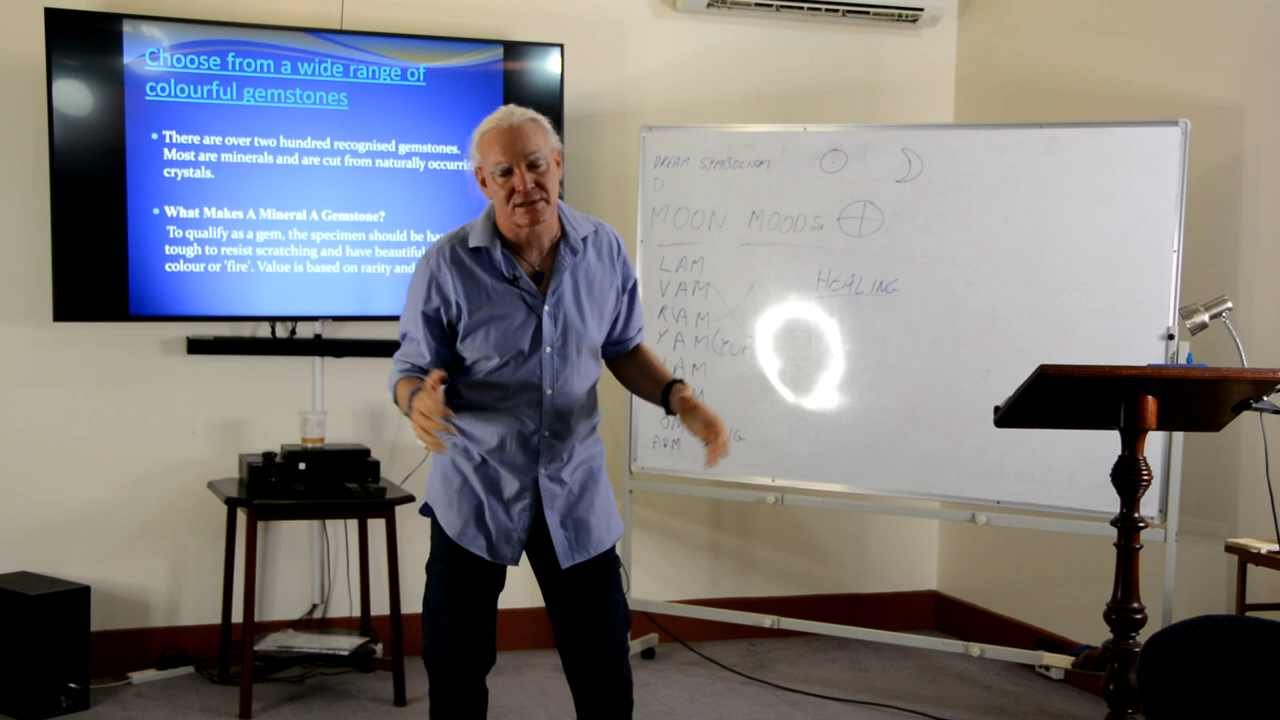 Choose from a wide range of
colourful gemstones
There are over two hundred recognised gemstones.
Most are minerals and are cut from naturally occurri
crystals.
What Makes A Mineral A Gemstone?
To qualify as a gem, the specimen should be ha
tough to resist scratching and have beautiful
colour or 'fire'. Value is based on rarity and
DREAM SYMBOLISM
D
MOON MOODS
HEALING
LAM
VAM
RAM
YAM
AUM